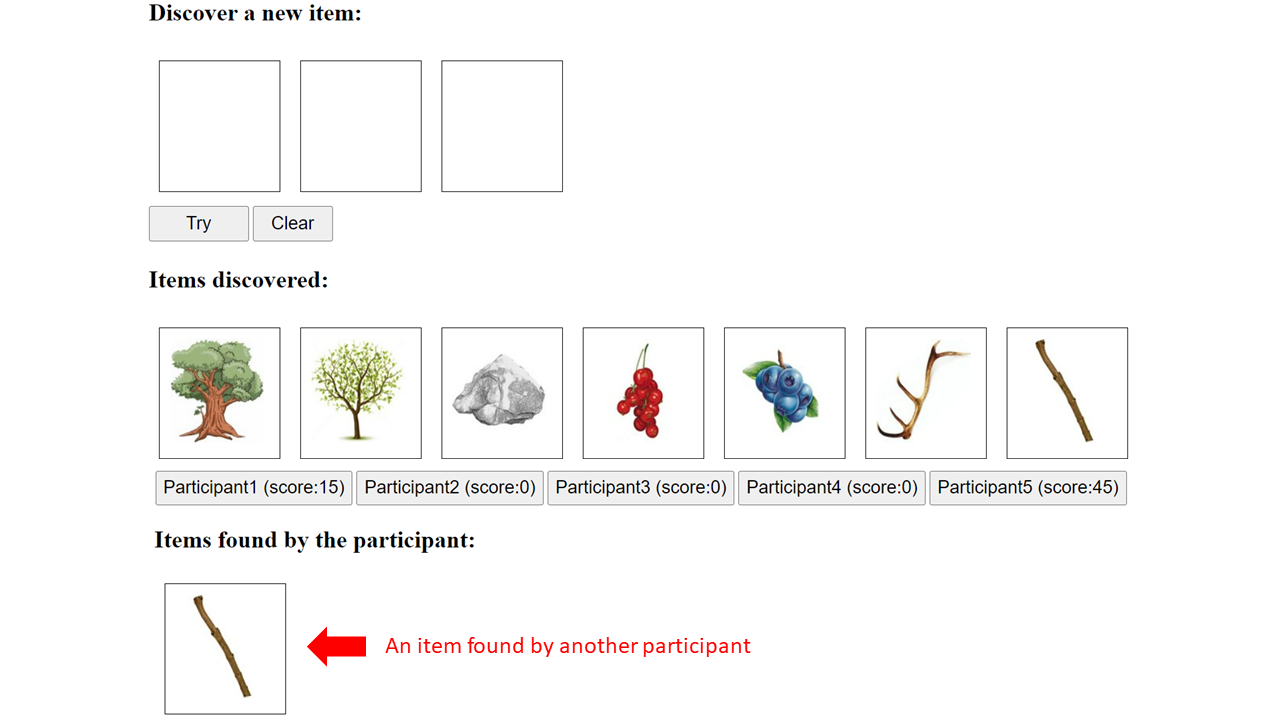 Discover a new item:
Try Clear
Items discovered:
Participant1 (score:15) Participant2 (score:0) Participant3 (score:0) Participant4 (score:0) Participant5 (score:45)
Items found by the participant:
An item found by another participant